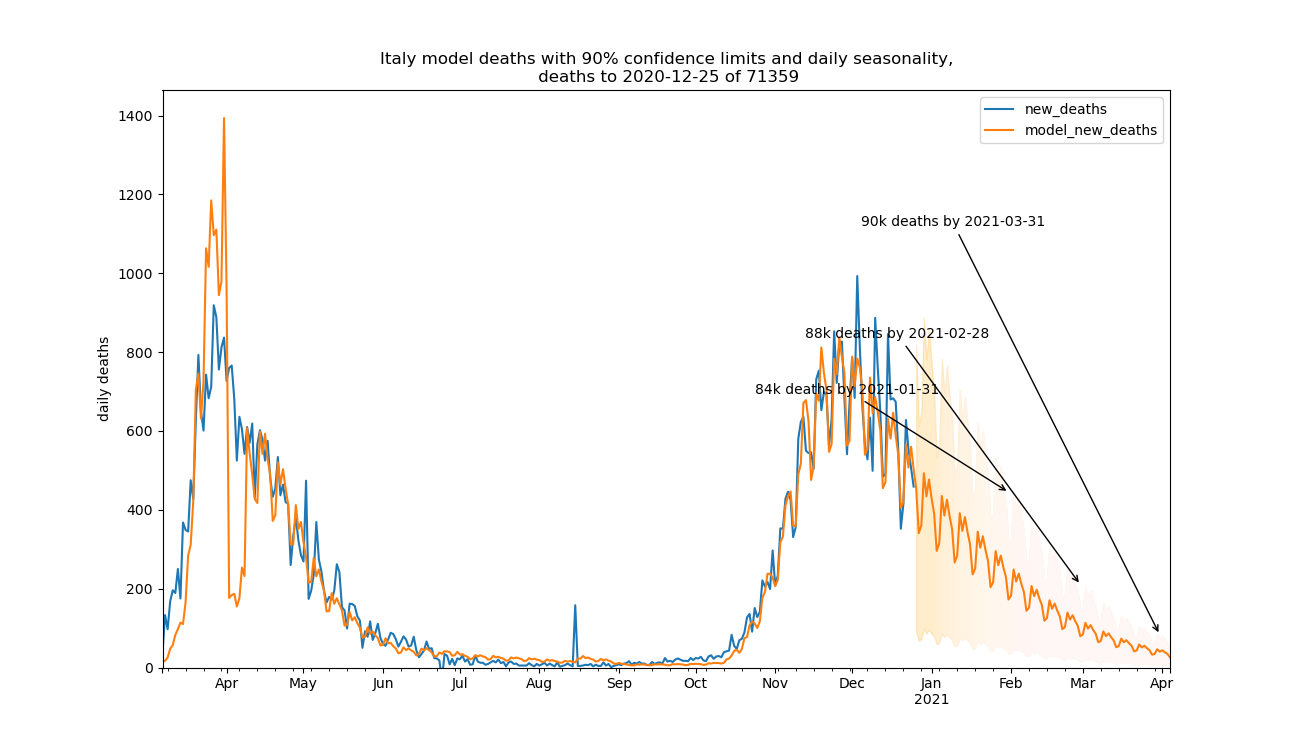 Italy model deaths with 90% confidence limits and daily seasonality,
deaths to 2020-12-25 of 71359
new_deaths
model_new_deaths
1400
1200
1000
800
600
400
200
0
daily deaths
90k deaths by 2021-03-31
88k deaths by 2021-02-28
84k deaths by 2021-01-31
Apr May Jun Jul Aug Sep Oct Nov Dec Jan Feb Mar Apr
2021